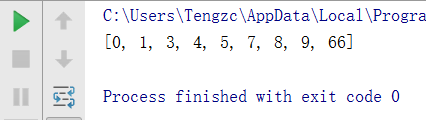 C:\Users\Tengzc\AppData\Local\Progra
[0, 1, 3, 4, 5, 7, 8, 9, 66]
Process finished with exit code 0